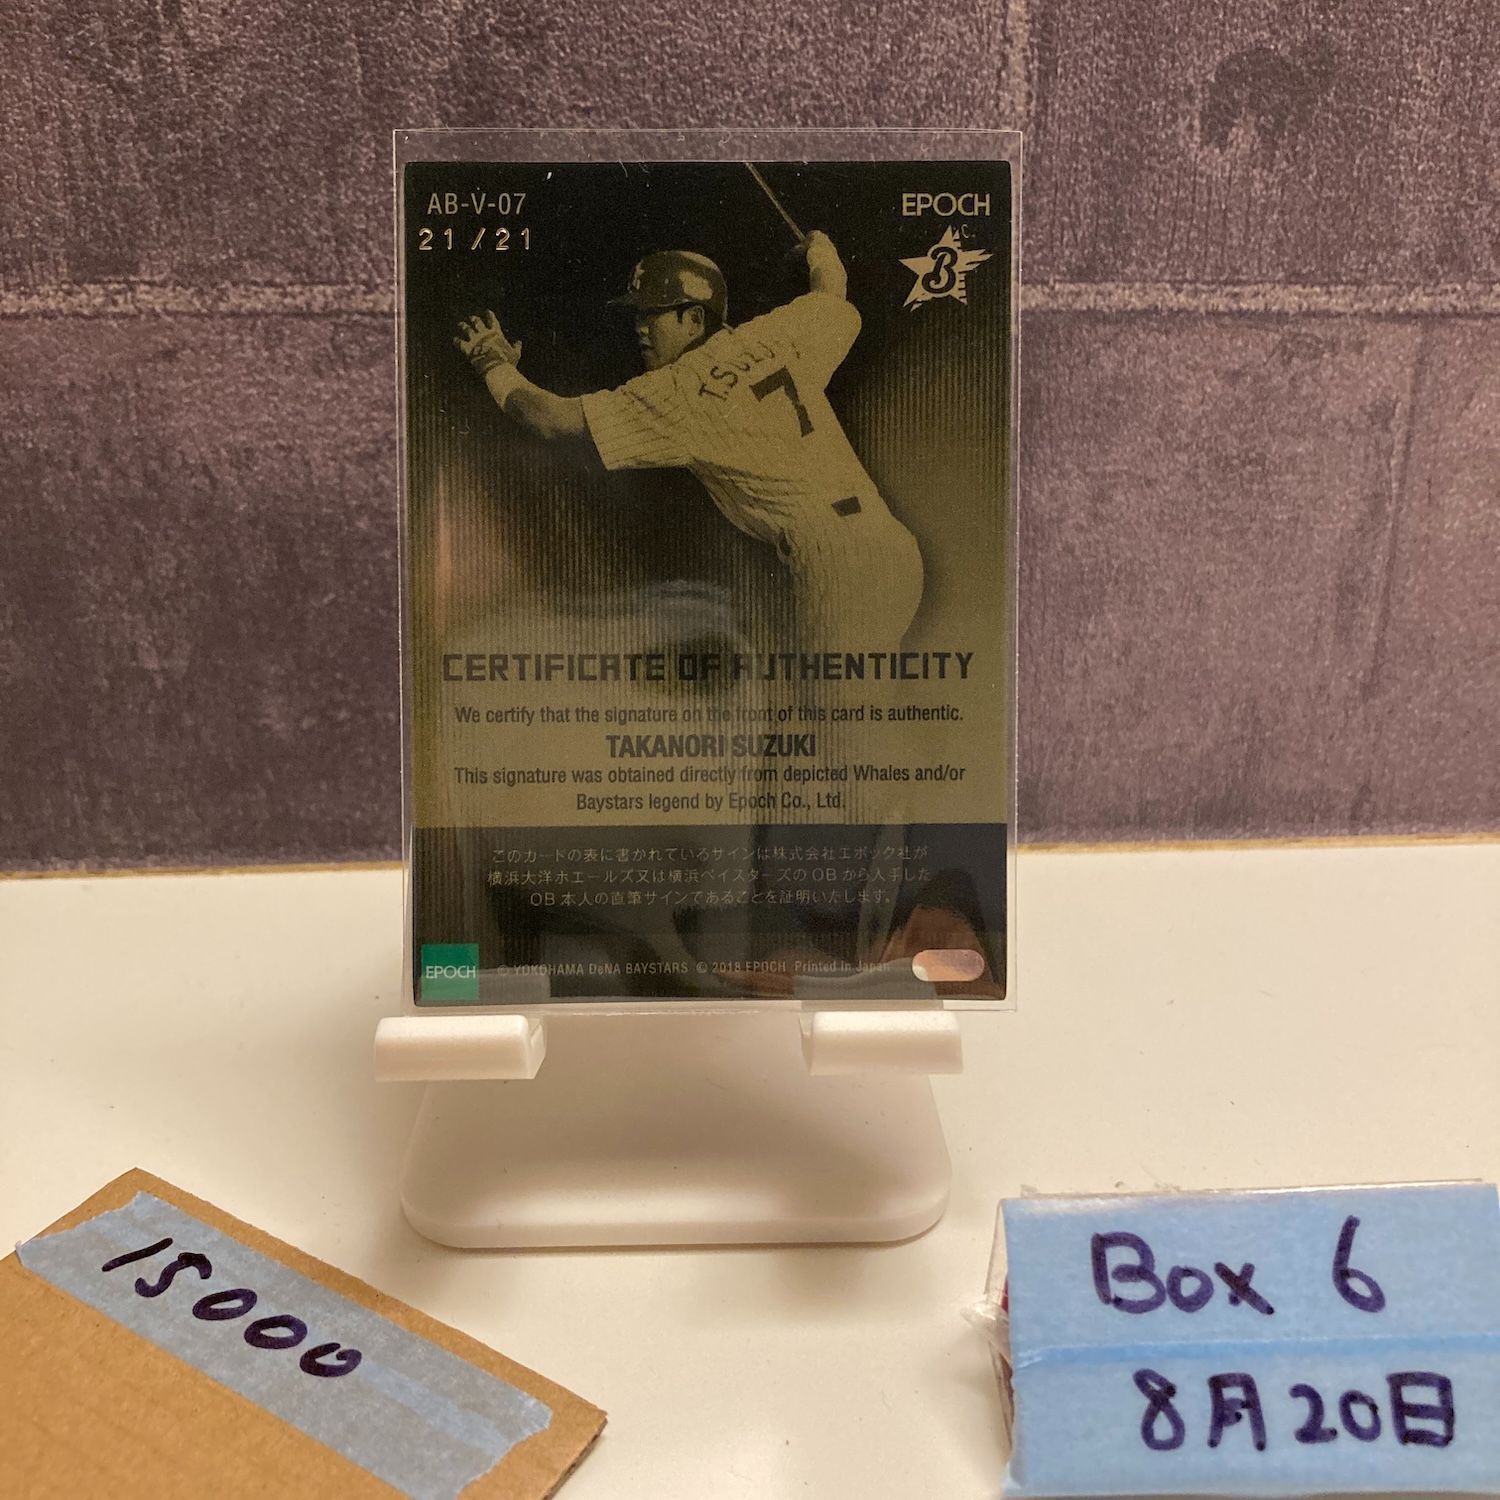 AB-V-07
21/21
EPOCH
B
T.SUZU
7
CERTIFICATE OF AUTHENTICITY
We certify that the signature on the front of this card is authentic.
TAKANORI SUZUKI
This signature was obtained directly from depicted Whales and/or
Baystars legend by Epoch Co., Ltd.
このカードの表に書かれているサインは株式会社エポック社が
横浜大洋ホエールズ又は横浜ベイスターズのOBから入手した
OB本人の直筆サインであることを証明いたします。
EPOCH
© YOKOHAMA DeNA BAYSTARS © 2018 EPOCH Printed in Japan
15000
Box 6
8月20日